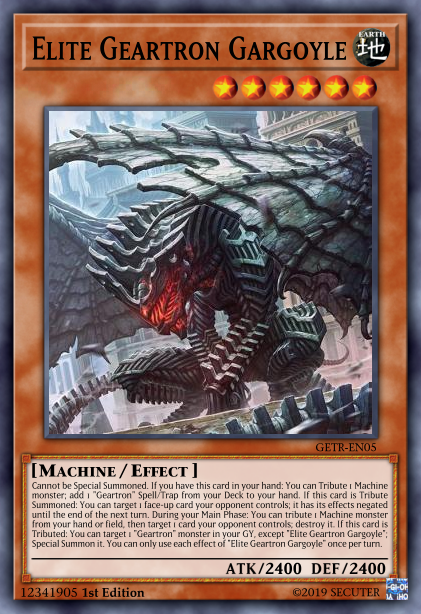 ELITE GEARTRON GARGOYLE
EARTH
地
GETR-EN05
[MACHINE / EFFECT ]
Cannot be Special Summoned. If you have this card in your hand: You can Tribute 1 Machine
monster; add 1 "Geartron" Spell/Trap from your Deck to your hand. If this card is Tribute
Summoned: You can target 1 face-up card your opponent controls; it has its effects negated
until the end of the next turn. During your Main Phase: You can tribute 1 Machine monster
from your hand or field, then target 1 card your opponent controls; destroy it. If this card is
Tributed: You can target 1 "Geartron" monster in your GY, except "Elite Geartron Gargoyle";
Special Summon it. You can only use each effect of "Elite Geartron Gargoyle" once per turn.
ATK/2400 DEF/2400
12341905 1st Edition
©2019 SECUTER